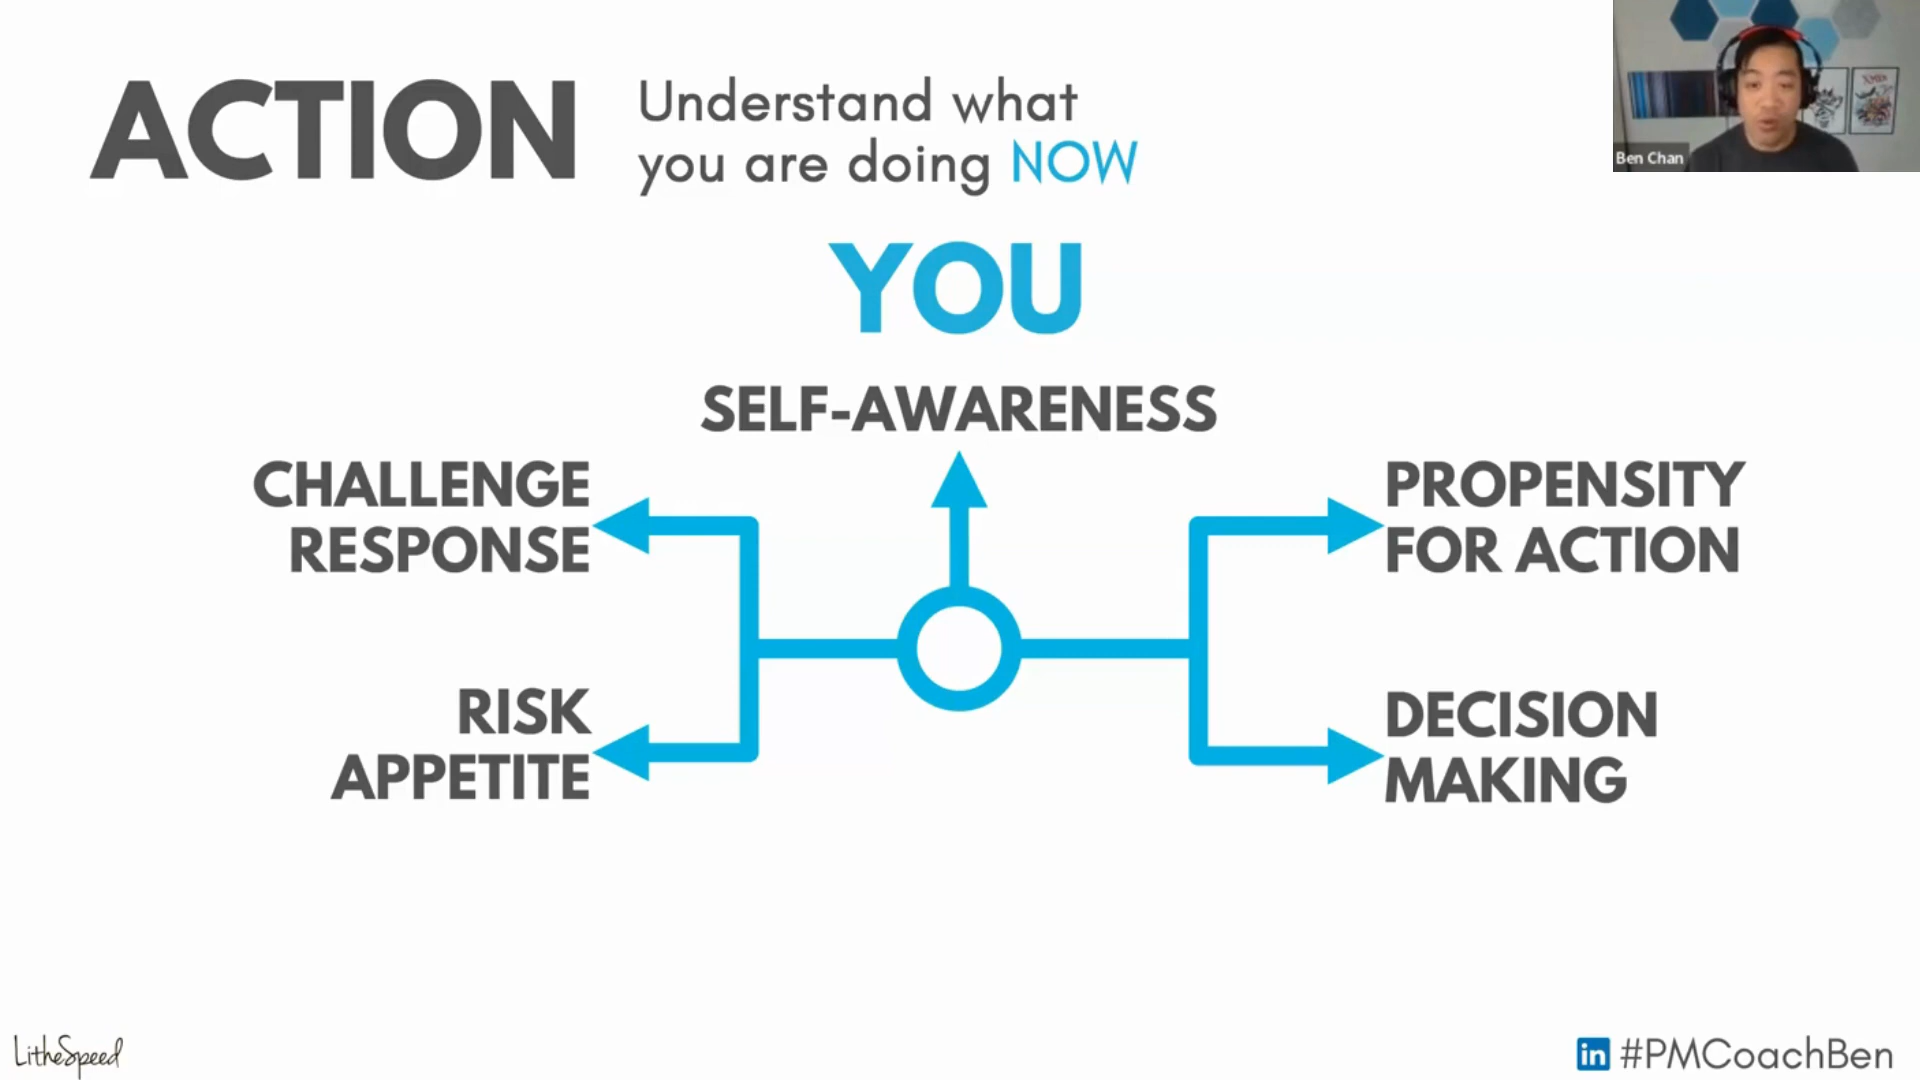 ACTION
Understand what
you are doing NOW
Ben Chan
YOU
SELF-AWARENESS
CHALLENGE
RESPONSE
PROPENSITY
FOR ACTION
RISK
APPETITE
DECISION
MAKING
LitheSpeed
in #PMCoachBen